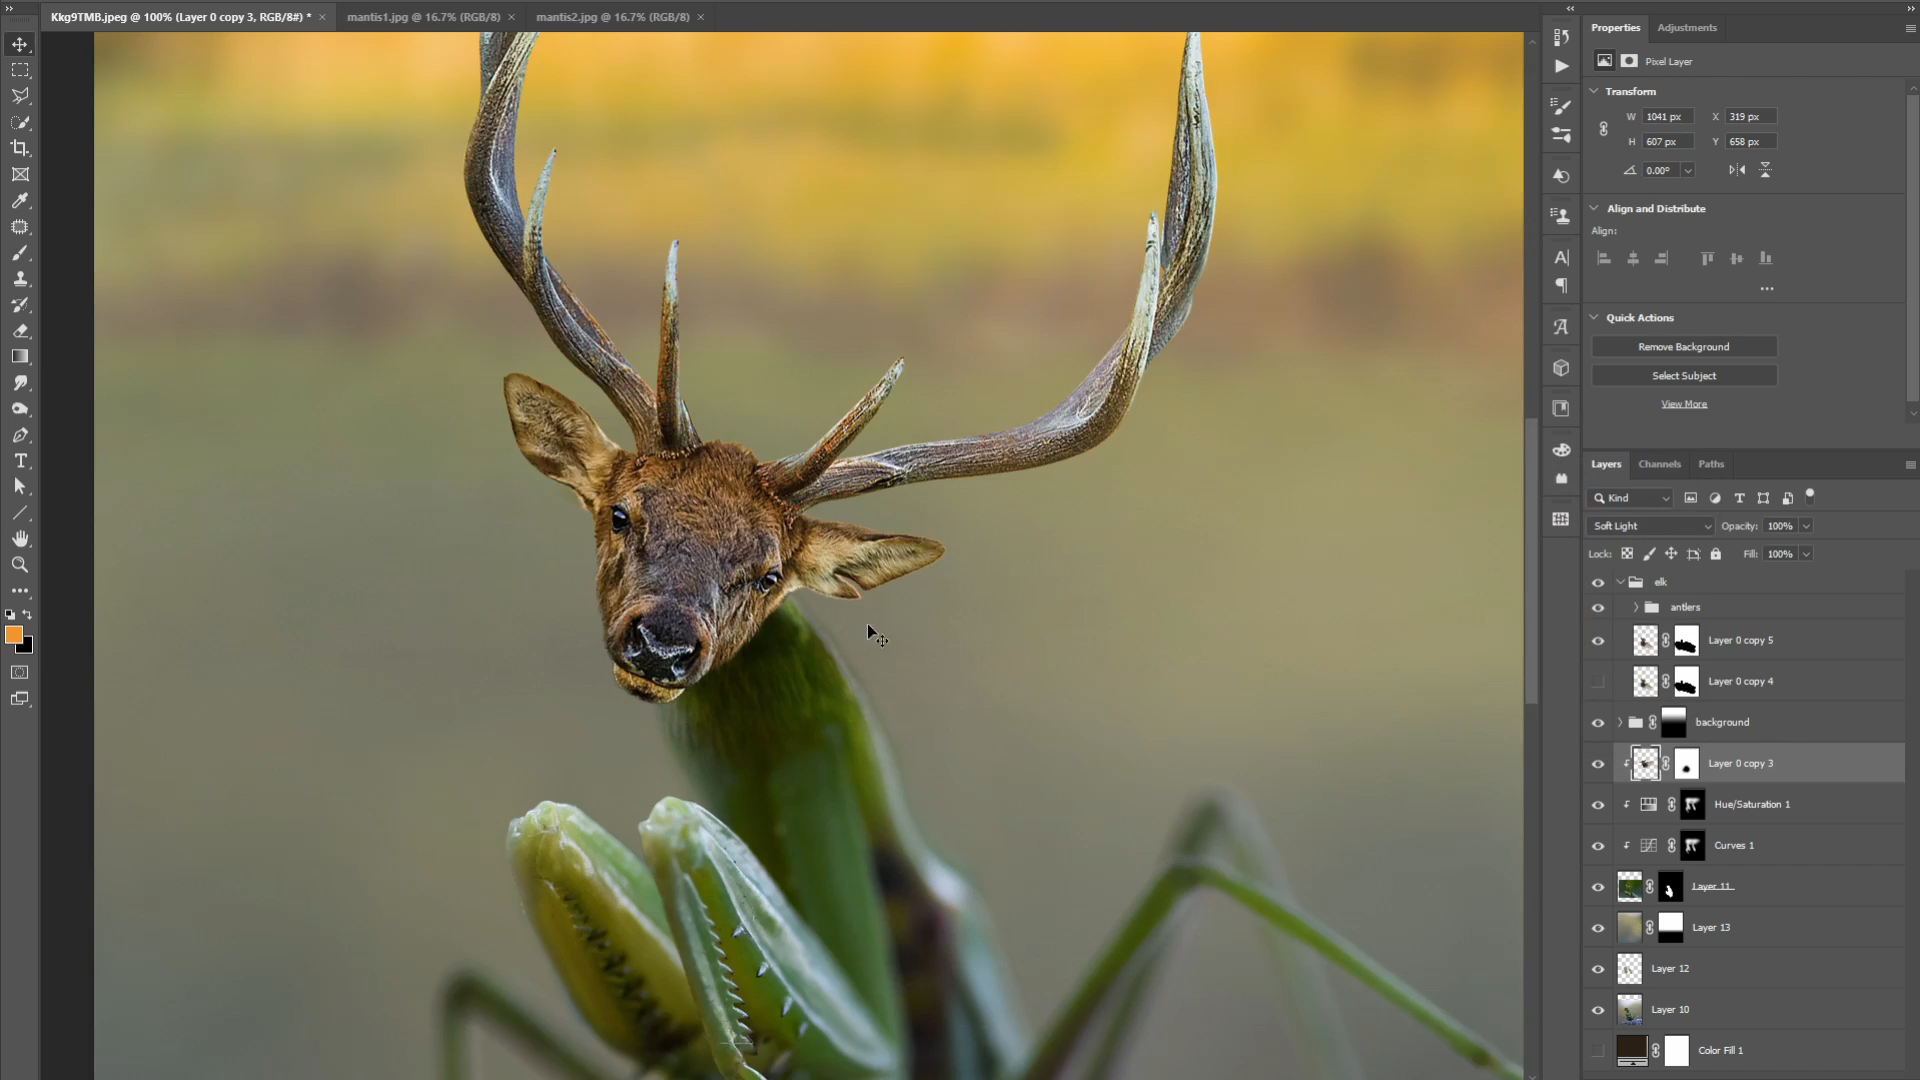 Kkg9TMB.jpeg @ 100% (Layer 0 copy 3, RGB/8#) *
mantis1.jpg @ 16.7% (RGB/8)
mantis2.jpg @ 16.7% (RGB/8)
Properties
Adjustments
Pixel Layer
Transform
W 1041 px X 319 px
H 607 px Y 658 px
0.00°
Align and Distribute
Align:
Quick Actions
Remove Background
Select Subject
View More
Layers
Channels
Paths
Kind
Soft Light
Opacity: 100%
Lock:
Fill: 100%
elk
antlers
Layer 0 copy 5
Layer 0 copy 4
background
Layer 0 copy 3
Hue/Saturation 1
Curves 1
Layer 11
Layer 13
Layer 12
Layer 10
Color Fill 1